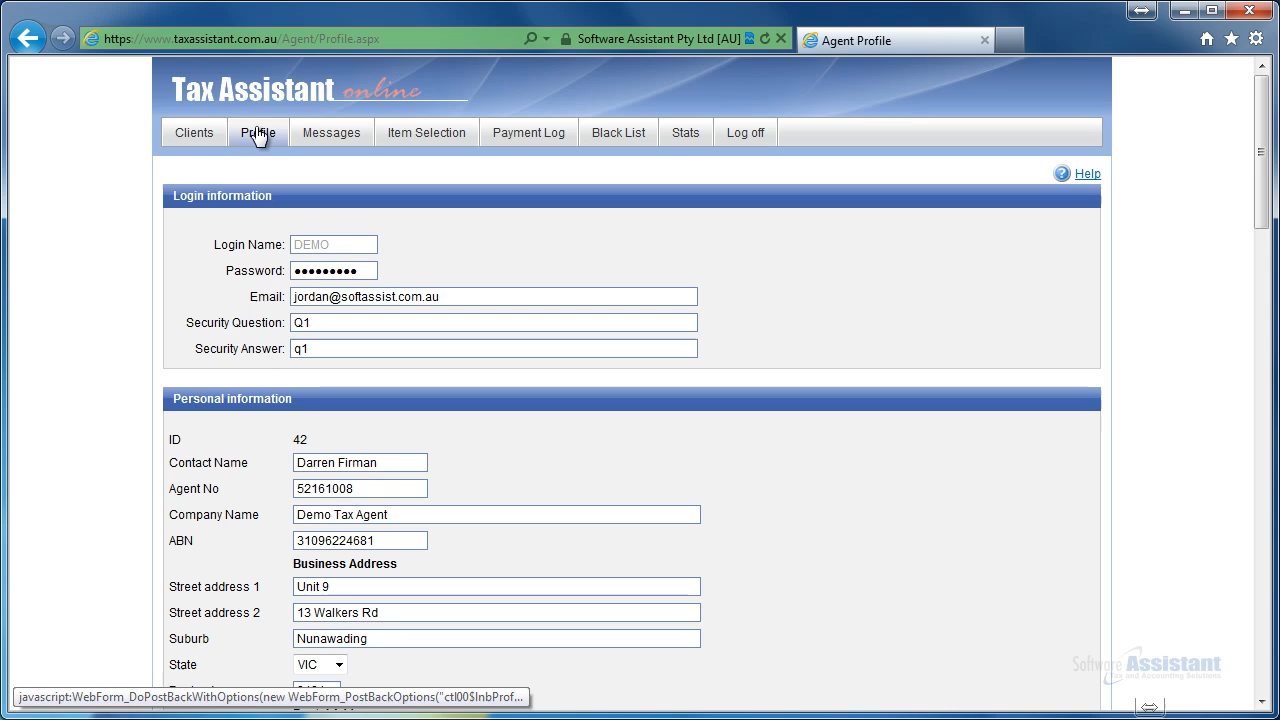 https://www.taxassistant.com.au/Agent/Profile.aspx
Software Assistant Pty Ltd [AU]
Agent Profile
Tax Assistant online
Clients
Profile
Messages
Item Selection
Payment Log
Black List
Stats
Log off
Help
Login information
Login Name: DEMO
Password: •••••••••
Email: jordan@softassist.com.au
Security Question: Q1
Security Answer: q1
Personal information
ID 42
Contact Name Darren Firman
Agent No 52161008
Company Name Demo Tax Agent
ABN 31096224681
Business Address
Street address 1 Unit 9
Street address 2 13 Walkers Rd
Suburb Nunawading
State VIC
Software Assistant
Tax and Accounting Solutions
javascript:WebForm_DoPostBackWithOptions(new WebForm_PostBackOptions("ctl00$lnbProf...